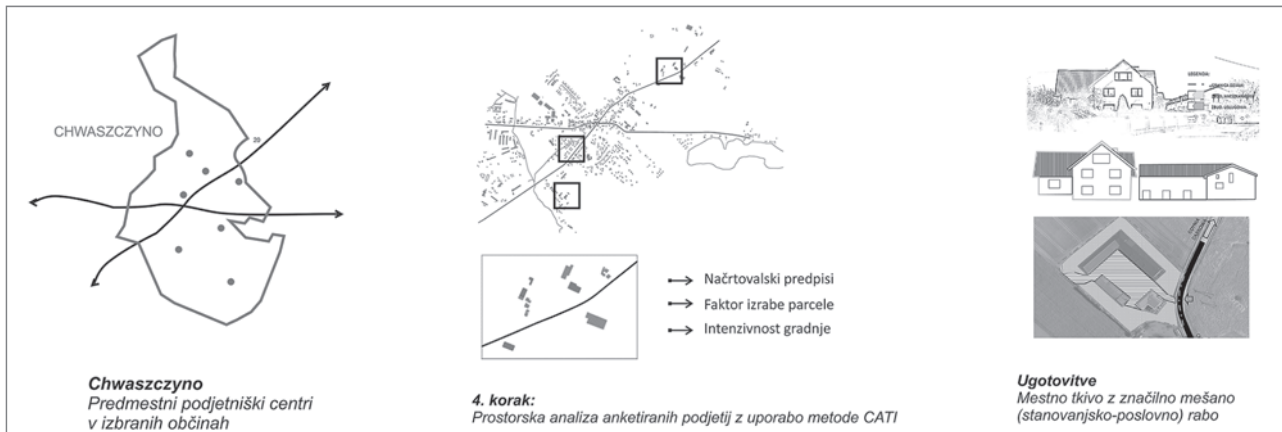 CHWASZCZYNO
20
Chwaszczyno
Predmestni podjetniški centri
v izbranih občinah
Načrtovalski predpisi
Faktor izrabe parcele
Intenzivnost gradnje
4. korak:
Prostorska analiza anketiranih podjetij z uporabo metode CATI
LEGENDA:
Ugotovitve
Mestno tkivo z značilno mešano
(stanovanjsko-poslovno) rabo